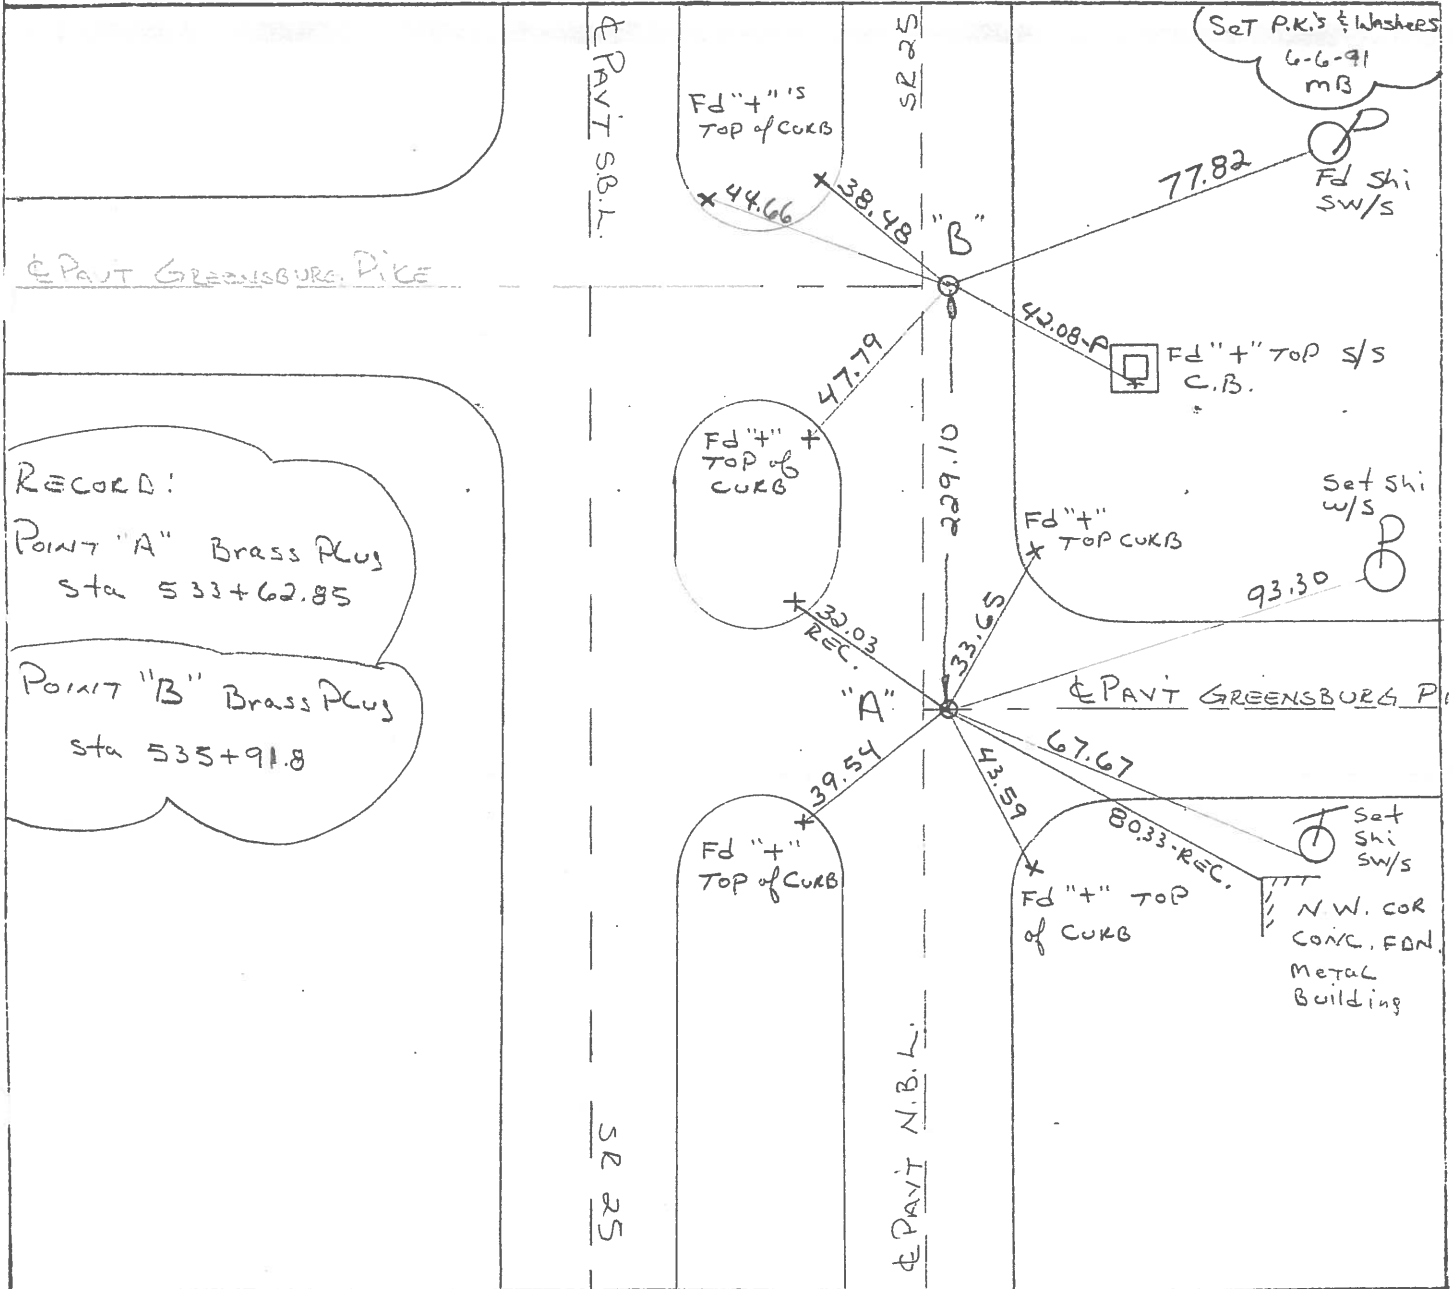 SET P.K.'S & WASHERS
6-6-91
MB
℄ PAV'T S.B.L.
SR 25
Fd "+"'s
TOP of CURB
44.66
38.48
"B"
77.82
Fd Shi
SW/S
℄ PAV'T GREENSBURG PIKE
42.08-P
Fd "+" TOP S/S
C.B.
47.79
Fd "+"
TOP of
CURB
229.10
RECORD:
POINT "A" Brass Plug
Sta 533+62.85
Set Shi
W/S
Fd "+"
TOP CURB
93.30
32.03
REC.
33.65
POINT "B" Brass Plug
Sta 535+91.8
"A"
℄ PAV'T GREENSBURG PI
39.54
43.59
67.67
80.33-REC.
Set
Shi
SW/S
Fd "+"
TOP of CURB
Fd "+" TOP
of CURB
N.W. COR
CONC. FDN.
METAL
Building
SR 25
℄ PAV'T N.B.L.